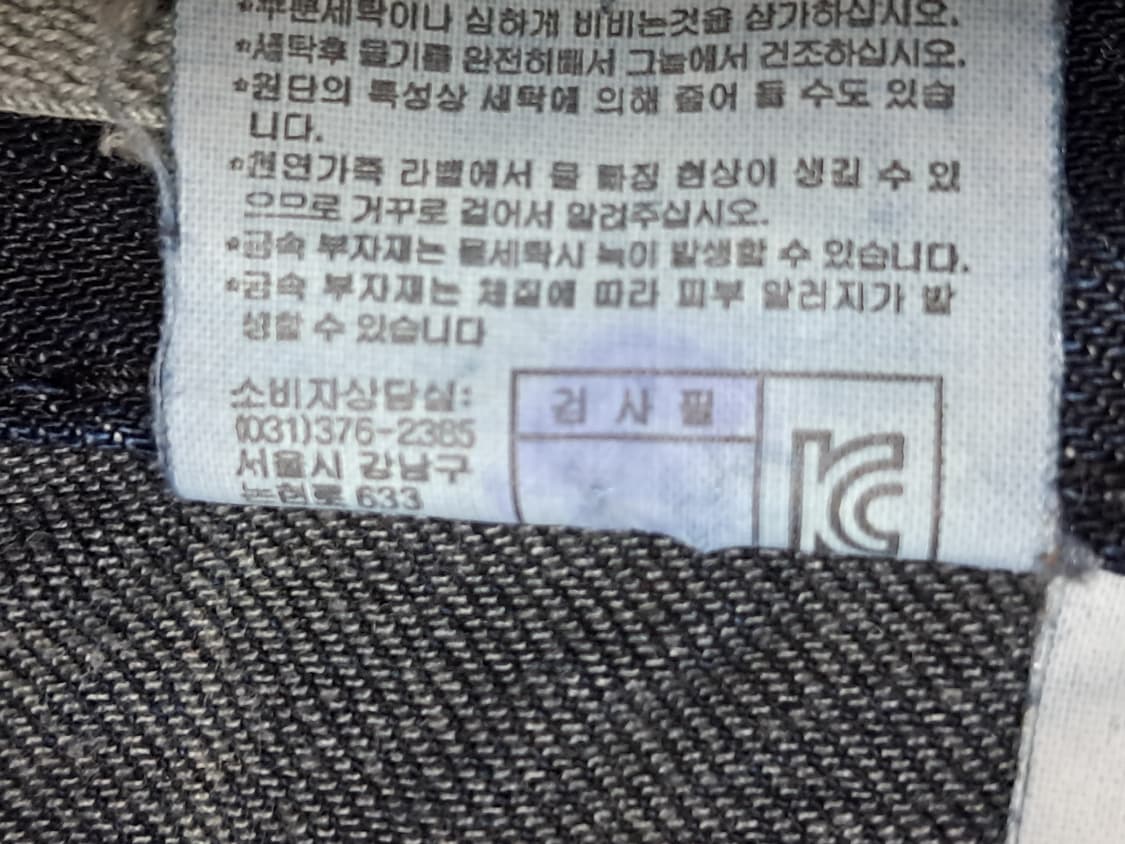 *부분세탁이나 심하게 비비는것을 삼가하십시오.
*세탁후 물기를 완전히빼서 그늘에서 건조하십시오.
*원단의 특성상 세탁에 의해 줄어 들 수도 있습
니다.
*천연가죽 라벨에서 물 빠짐 현상이 생길 수 있
으므로 거꾸로 걸어서 말려주십시오.
*금속 부자재는 물세탁시 녹이 발생할 수 있습니다.
*금속 부자재는 체질에 따라 피부 알러지가 발
생할 수 있습니다
소비자상담실:
(031)376-2385
서울시 강남구
논현로 633
검 사 필
KC